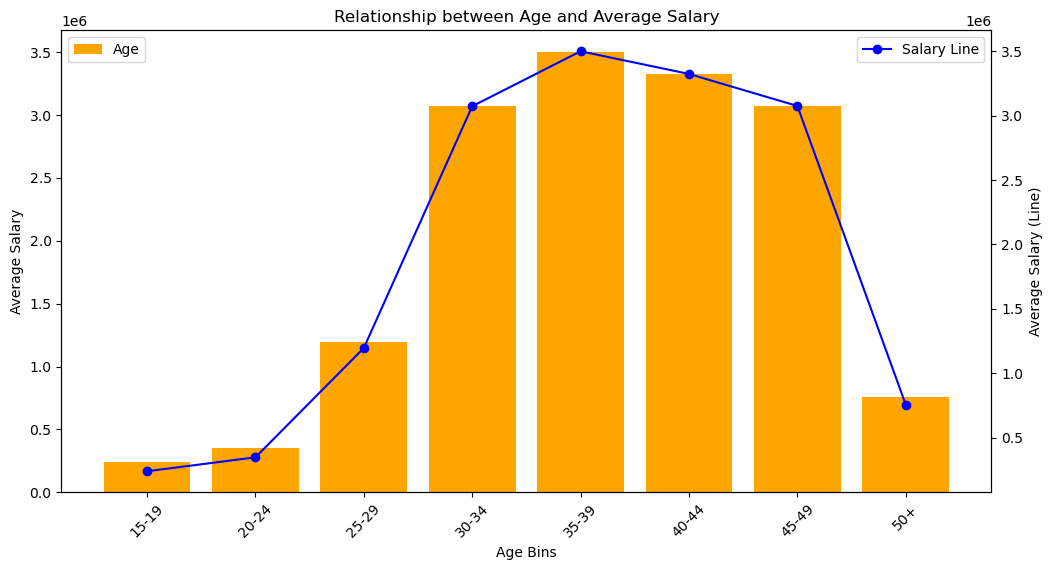 Relationship between Age and Average Salary
1e6
1e6
Age
Salary Line
3.5
3.0
2.5
2.0
1.5
1.0
0.5
0.0
Average Salary
3.5
3.0
2.5
2.0
1.5
1.0
0.5
Average Salary (Line)
15-19
20-24
25-29
30-34
35-39
40-44
45-49
50+
Age Bins